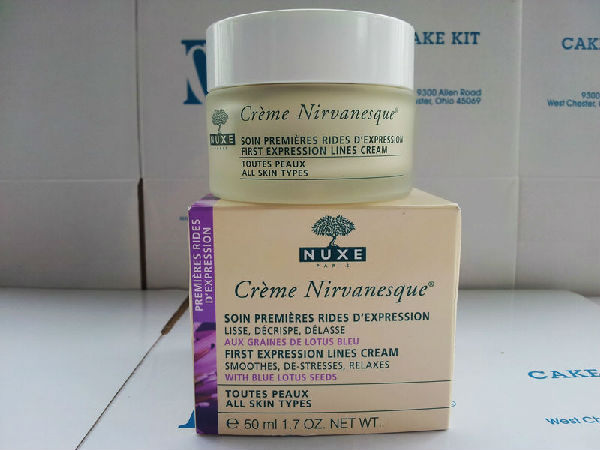 AKE KIT
9300 Allen Road
ster, Ohio 45069
CAK
9300
West Chester,
Crème Nirvanesque®
NUXE
PARIS
SOIN PREMIÈRES RIDES D'EXPRESSION
FIRST EXPRESSION LINES CREAM
TOUTES PEAUX
ALL SKIN TYPES
PREMIÈRES RIDES
D'EXPRESSION
NUXE
PARIS
Crème Nirvanesque®
SOIN PREMIÈRES RIDES D'EXPRESSION
LISSE, DÉCRISPE, DÉLASSE
AUX GRAINES DE LOTUS BLEU
FIRST EXPRESSION LINES CREAM
SMOOTHES, DE-STRESSES, RELAXES
WITH BLUE LOTUS SEEDS
TOUTES PEAUX
ALL SKIN TYPES
℮ 50 ml 1.7 OZ. NET WT.
CAKE
West Ch